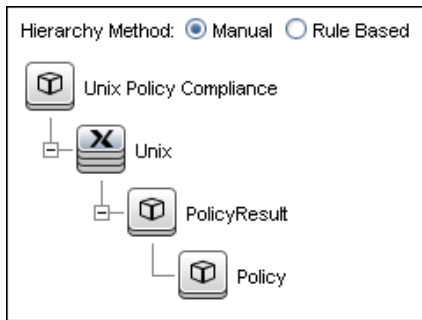 Hierarchy Method: Manual Rule Based
Unix Policy Compliance
Unix
PolicyResult
Policy